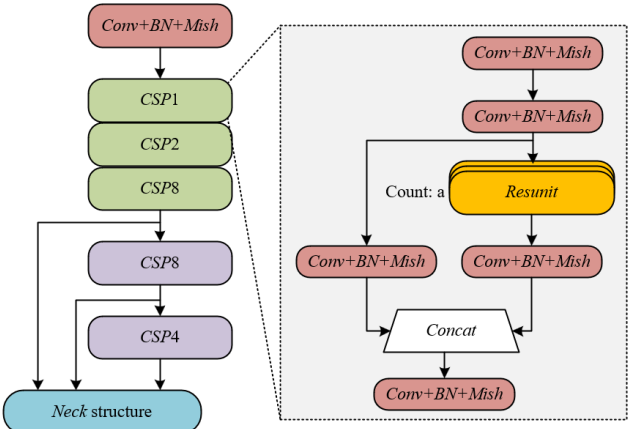 Conv+BN+Mish
CSP1
CSP2
CSP8
CSP8
CSP4
Neck structure
Conv+BN+Mish
Conv+BN+Mish
Count: a
Resunit
Conv+BN+Mish
Conv+BN+Mish
Concat
Conv+BN+Mish